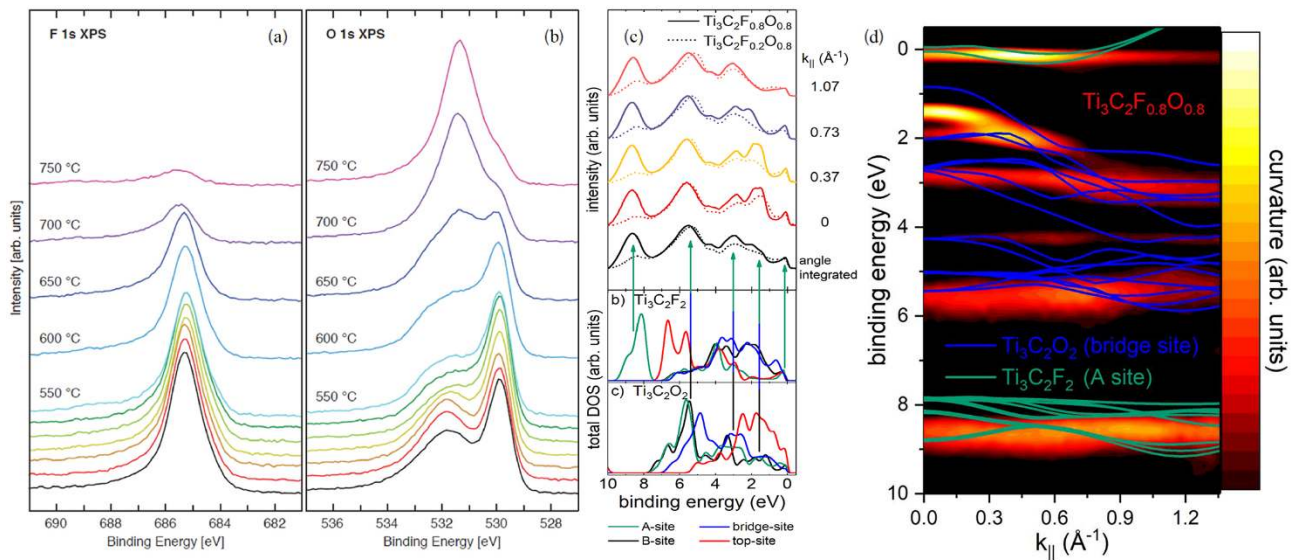 F 1s XPS
(a)
750 °C
700 °C
650 °C
600 °C
550 °C
Intensity [arb. units]
690 688 686 684 682
Binding Energy [eV]
O 1s XPS
(b)
750 °C
700 °C
650 °C
600 °C
550 °C
536 534 532 530 528
Binding Energy [eV]
(c)
Ti₃C₂F₀.₈O₀.₈
Ti₃C₂F₀.₂O₀.₈
k|| (Å⁻¹)
1.07
0.73
0.37
0
angle
integrated
intensity (arb. units)
b) Ti₃C₂F₂
c) Ti₃C₂O₂
total DOS (arb. units)
10 8 6 4 2 0
binding energy (eV)
A-site
bridge-site
B-site
top-site
(d)
0
2
4
6
8
10
binding energy (eV)
Ti₃C₂F₀.₈O₀.₈
Ti₃C₂O₂ (bridge site)
Ti₃C₂F₂ (A site)
0.0 0.3 0.6 0.9 1.2
k|| (Å⁻¹)
curvature (arb. units)